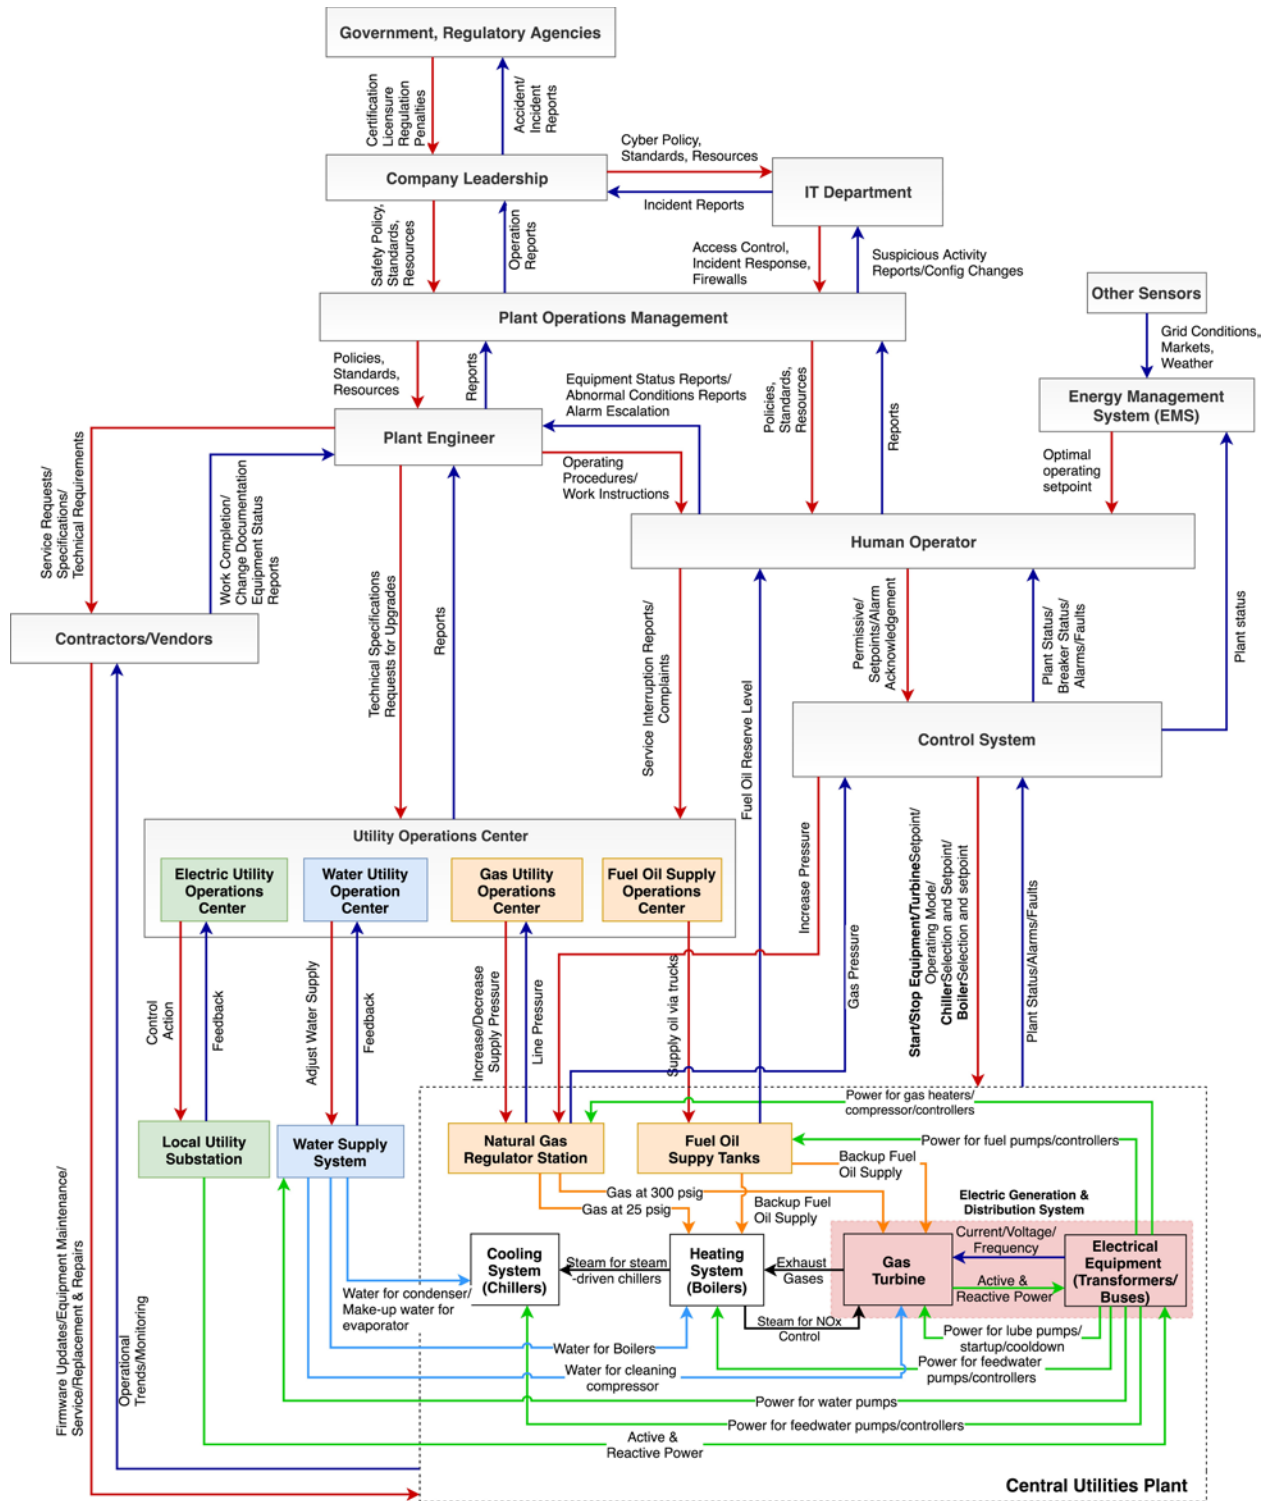 Government, Regulatory Agencies
Certification
Licensure
Regulation
Penalties
Accident/
Incident
Reports
Company Leadership
Cyber Policy,
Standards, Resources
Incident Reports
IT Department
Safety Policy,
Standards,
Resources
Operation
Reports
Access Control,
Incident Response,
Firewalls
Suspicious Activity
Reports/Config Changes
Plant Operations Management
Other Sensors
Grid Conditions,
Markets,
Weather
Policies,
Standards,
Resources
Reports
Equipment Status Reports/
Abnormal Conditions Reports
Alarm Escalation
Policies,
Standards,
Resources
Reports
Energy Management
System (EMS)
Plant Engineer
Operating
Procedures/
Work Instructions
Optimal
operating
setpoint
Service Requests/
Specifications/
Technical Requirements
Work Completion/
Change Documentation
Equipment Status
Reports
Human Operator
Contractors/Vendors
Technical Specifications
Requests for Upgrades
Reports
Service Interruption Reports/
Complaints
Fuel Oil Reserve Level
Permissive/
Setpoints/Alarm
Acknowledgement
Plant Status/
Breaker Status/
Alarms/Faults
Plant status
Control System
Utility Operations Center
Electric Utility
Operations
Center
Water Utility
Operation
Center
Gas Utility
Operations
Center
Fuel Oil Supply
Operations
Center
Increase Pressure
Gas Pressure
Start/Stop Equipment/TurbineSetpoint/
Operating Mode/
ChillerSelection and Setpoint/
BoilerSelection and setpoint
Plant Status/Alarms/Faults
Control
Action
Feedback
Adjust Water Supply
Feedback
Increase/Decrease
Supply Pressure
Line Pressure
Supply oil via trucks
Power for gas heaters/
compressor/controllers
Local Utility
Substation
Water Supply
System
Natural Gas
Regulator Station
Fuel Oil
Suppy Tanks
Power for fuel pumps/controllers
Backup Fuel
Oil Supply
Gas at 300 psig
Gas at 25 psig
Backup Fuel
Oil Supply
Electric Generation &
Distribution System
Current/Voltage/
Frequency
Cooling
System
(Chillers)
Steam for steam
-driven chillers
Heating
System
(Boilers)
Exhaust
Gases
Gas
Turbine
Active &
Reactive Power
Electrical
Equipment
(Transformers/
Buses)
Water for condenser/
Make-up water for
evaporator
Steam for NOx
Control
Power for lube pumps/
startup/cooldown
Water for Boilers
Power for feedwater
pumps/controllers
Water for cleaning
compressor
Power for water pumps
Power for feedwater pumps/controllers
Active &
Reactive Power
Firmware Updates/Equipment Maintenance/
Service/Replacement & Repairs
Operational
Trends/Monitoring
Central Utilities Plant